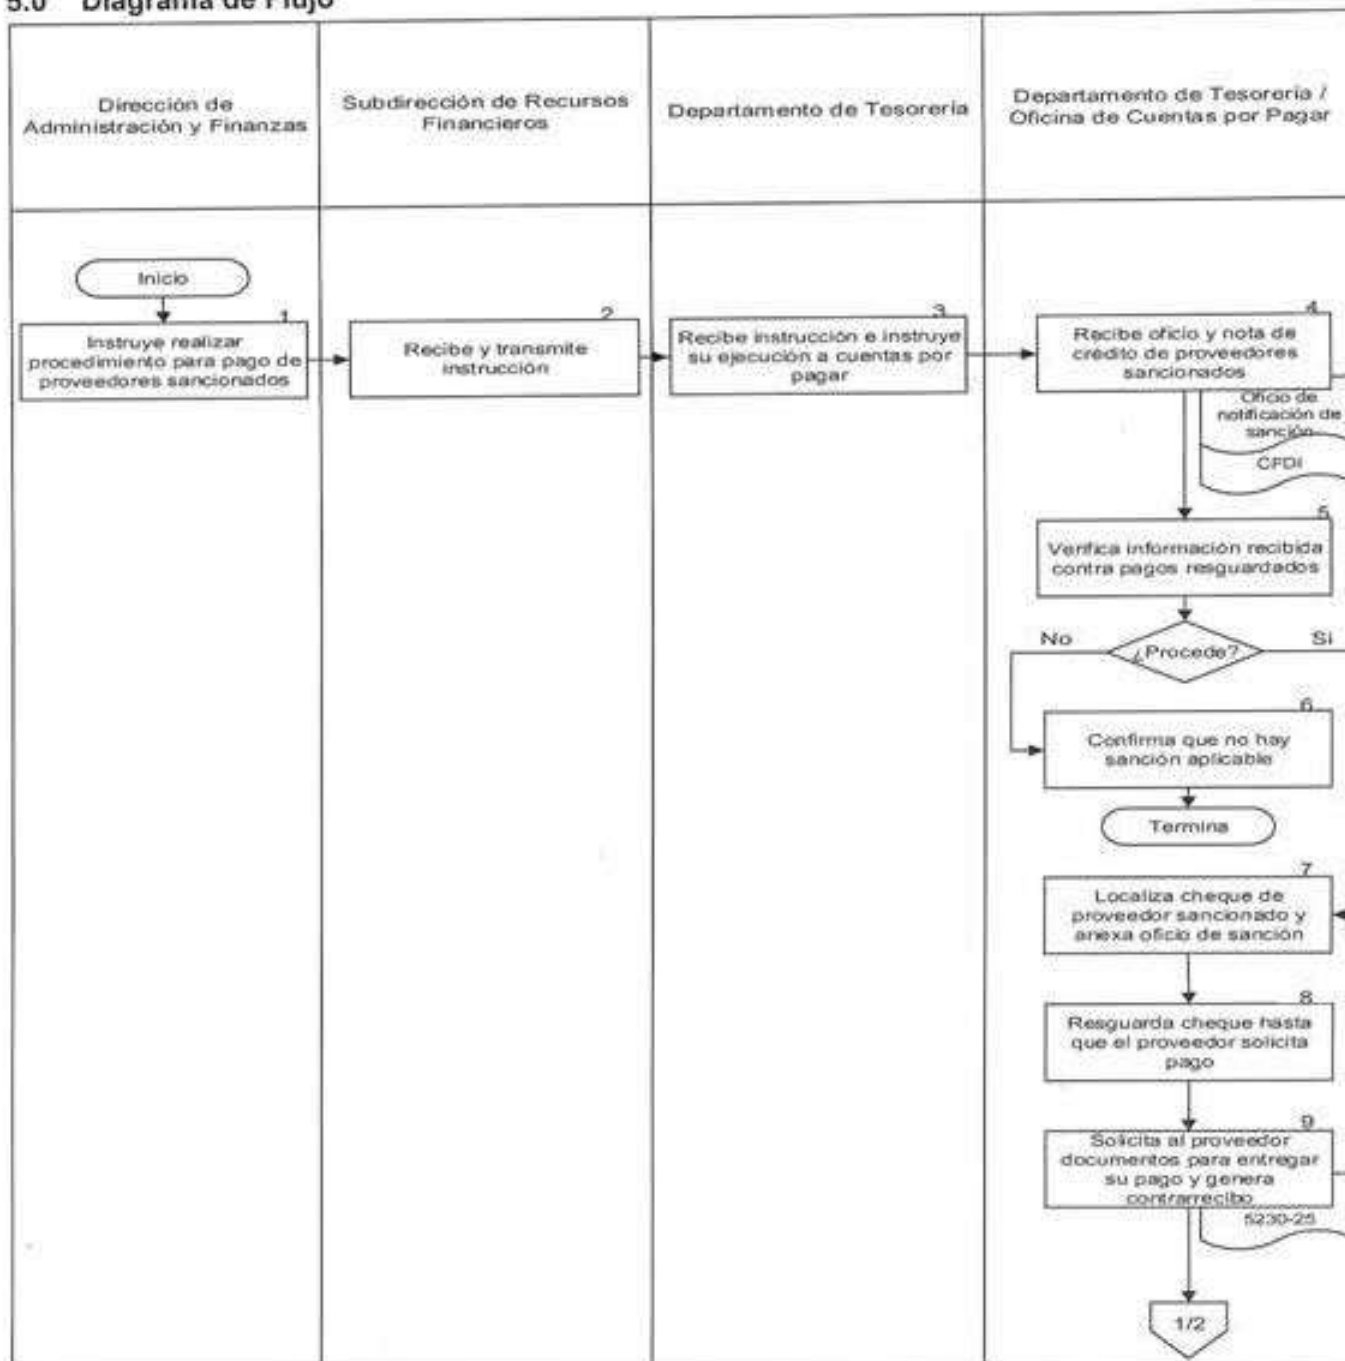 5.0 Diagrama de Flujo
Dirección de
Administración y Finanzas
Subdirección de Recursos
Financieros
Departamento de Tesorería
Departamento de Tesorería /
Oficina de Cuentas por Pagar
Inicio
1
Instruye realizar
procedimiento para pago de
proveedores sancionados
2
Recibe y transmite
instrucción
3
Recibe instrucción e instruye
su ejecución a cuentas por
pagar
4
Recibe oficio y nota de
crédito de proveedores
sancionados
Oficio de
notificación de
sanción
CFDI
5
Verifica información recibida
contra pagos resguardados
No
¿Procede?
Si
6
Confirma que no hay
sanción aplicable
Termina
7
Localiza cheque de
proveedor sancionado y
anexa oficio de sanción
8
Resguarda cheque hasta
que el proveedor solicita
pago
9
Solicita al proveedor
documentos para entregar
su pago y genera
contrarrecibo
5230-25
1/2